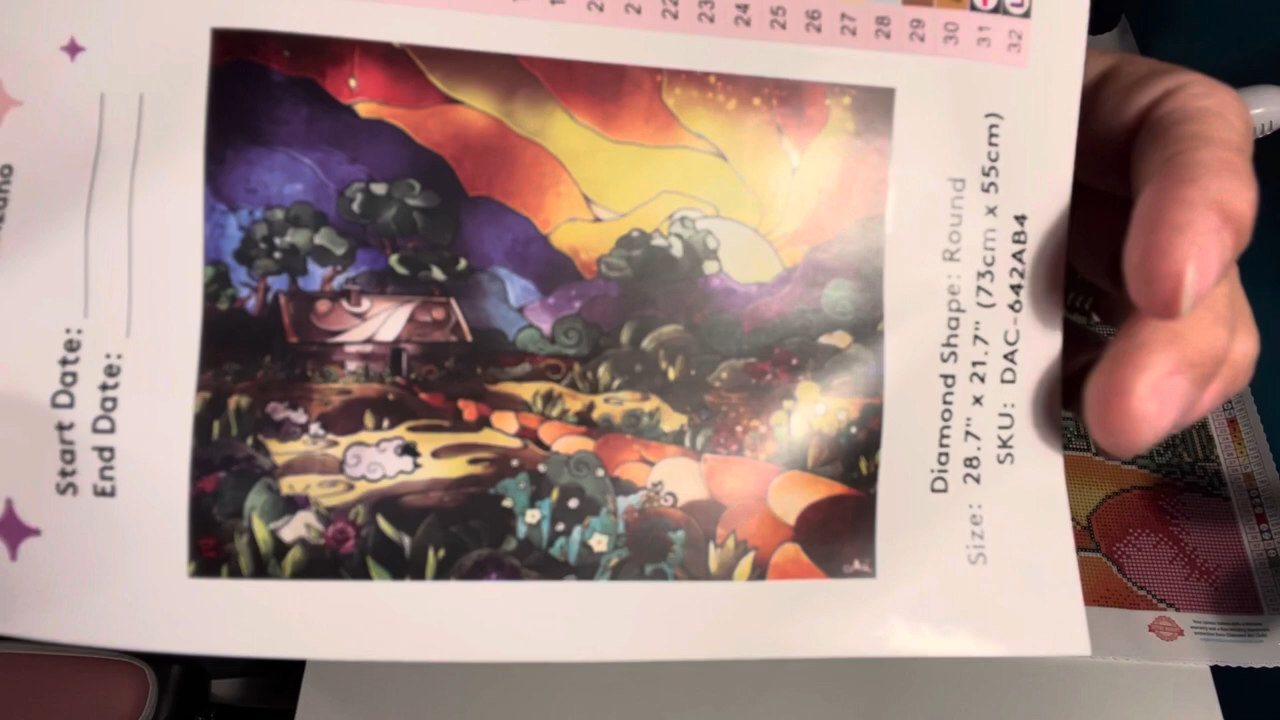 22
23
24
25
26
27
28
29
30
31
32
Start Date:
End Date:
Diamond Shape: Round
Size: 28.7" x 21.7" (73cm x 55cm)
SKU: DAC-642AB4